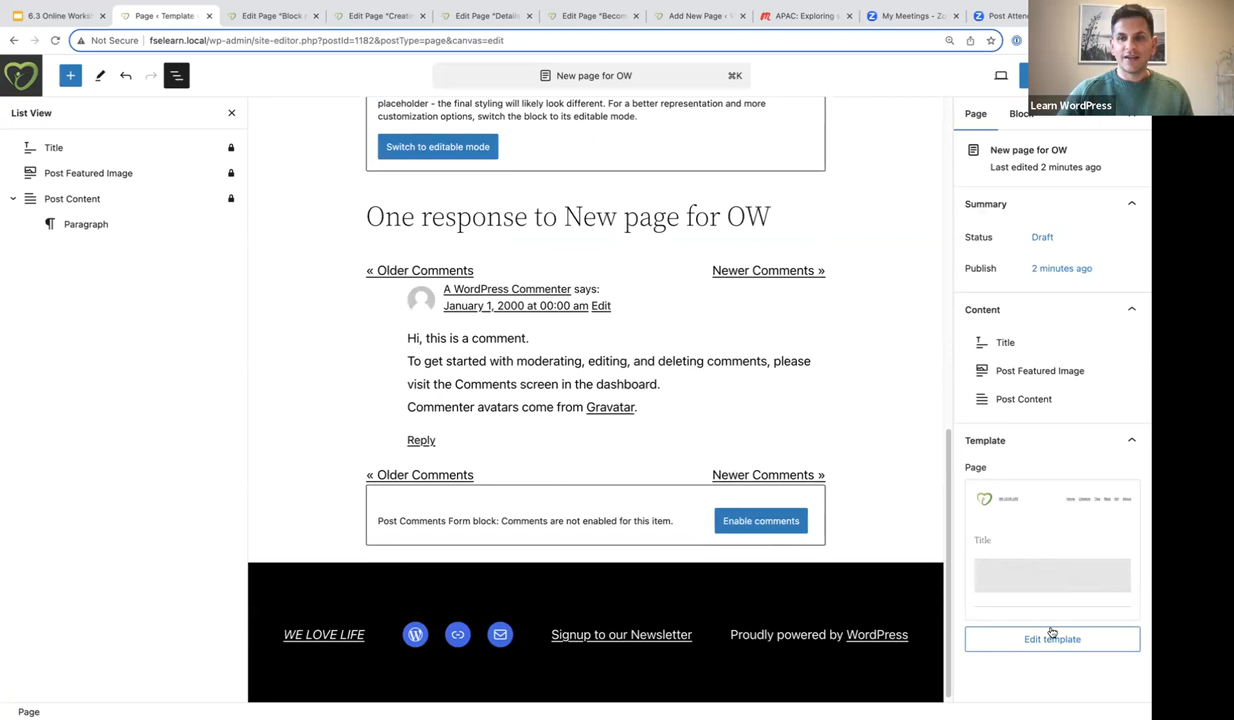 6.3 Online Works
Page ‹ Template
Edit Page "Block
Edit Page "Creatin
Edit Page "Details
Edit Page "Becom
Add New Page ‹ W
APAC: Exploring s
My Meetings - Zo
Post Atten
Not Secure
fselearn.local/wp-admin/site-editor.php?postId=1182&postType=page&canvas=edit
Learn WordPress
New page for OW
⌘K
List View
Title
Post Featured Image
Post Content
Paragraph
placeholder - the final styling will likely look different. For a better representation and more
customization options, switch the block to its editable mode.
Switch to editable mode
One response to New page for OW
« Older Comments
Newer Comments »
A WordPress Commenter says:
January 1, 2000 at 00:00 am Edit
Hi, this is a comment.
To get started with moderating, editing, and deleting comments, please
visit the Comments screen in the dashboard.
Commenter avatars come from Gravatar.
Reply
« Older Comments
Newer Comments »
Post Comments Form block: Comments are not enabled for this item.
Enable comments
WE LOVE LIFE
Signup to our Newsletter
Proudly powered by WordPress
Page
Block
New page for OW
Last edited 2 minutes ago
Summary
Status
Draft
Publish
2 minutes ago
Content
Title
Post Featured Image
Post Content
Template
Page
Title
Edit template
Page